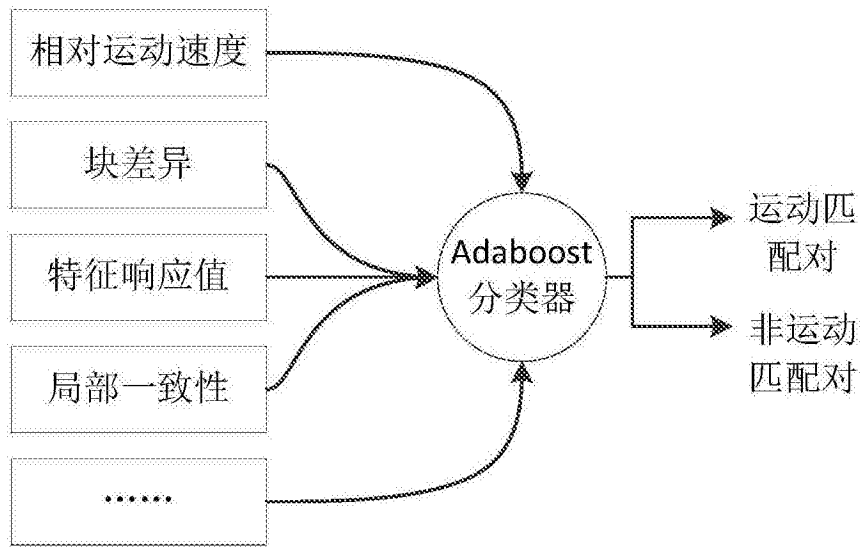 相对运动速度
块差异
特征响应值
局部一致性
……
Adaboost
分类器
运动匹
配对
非运动
匹配对